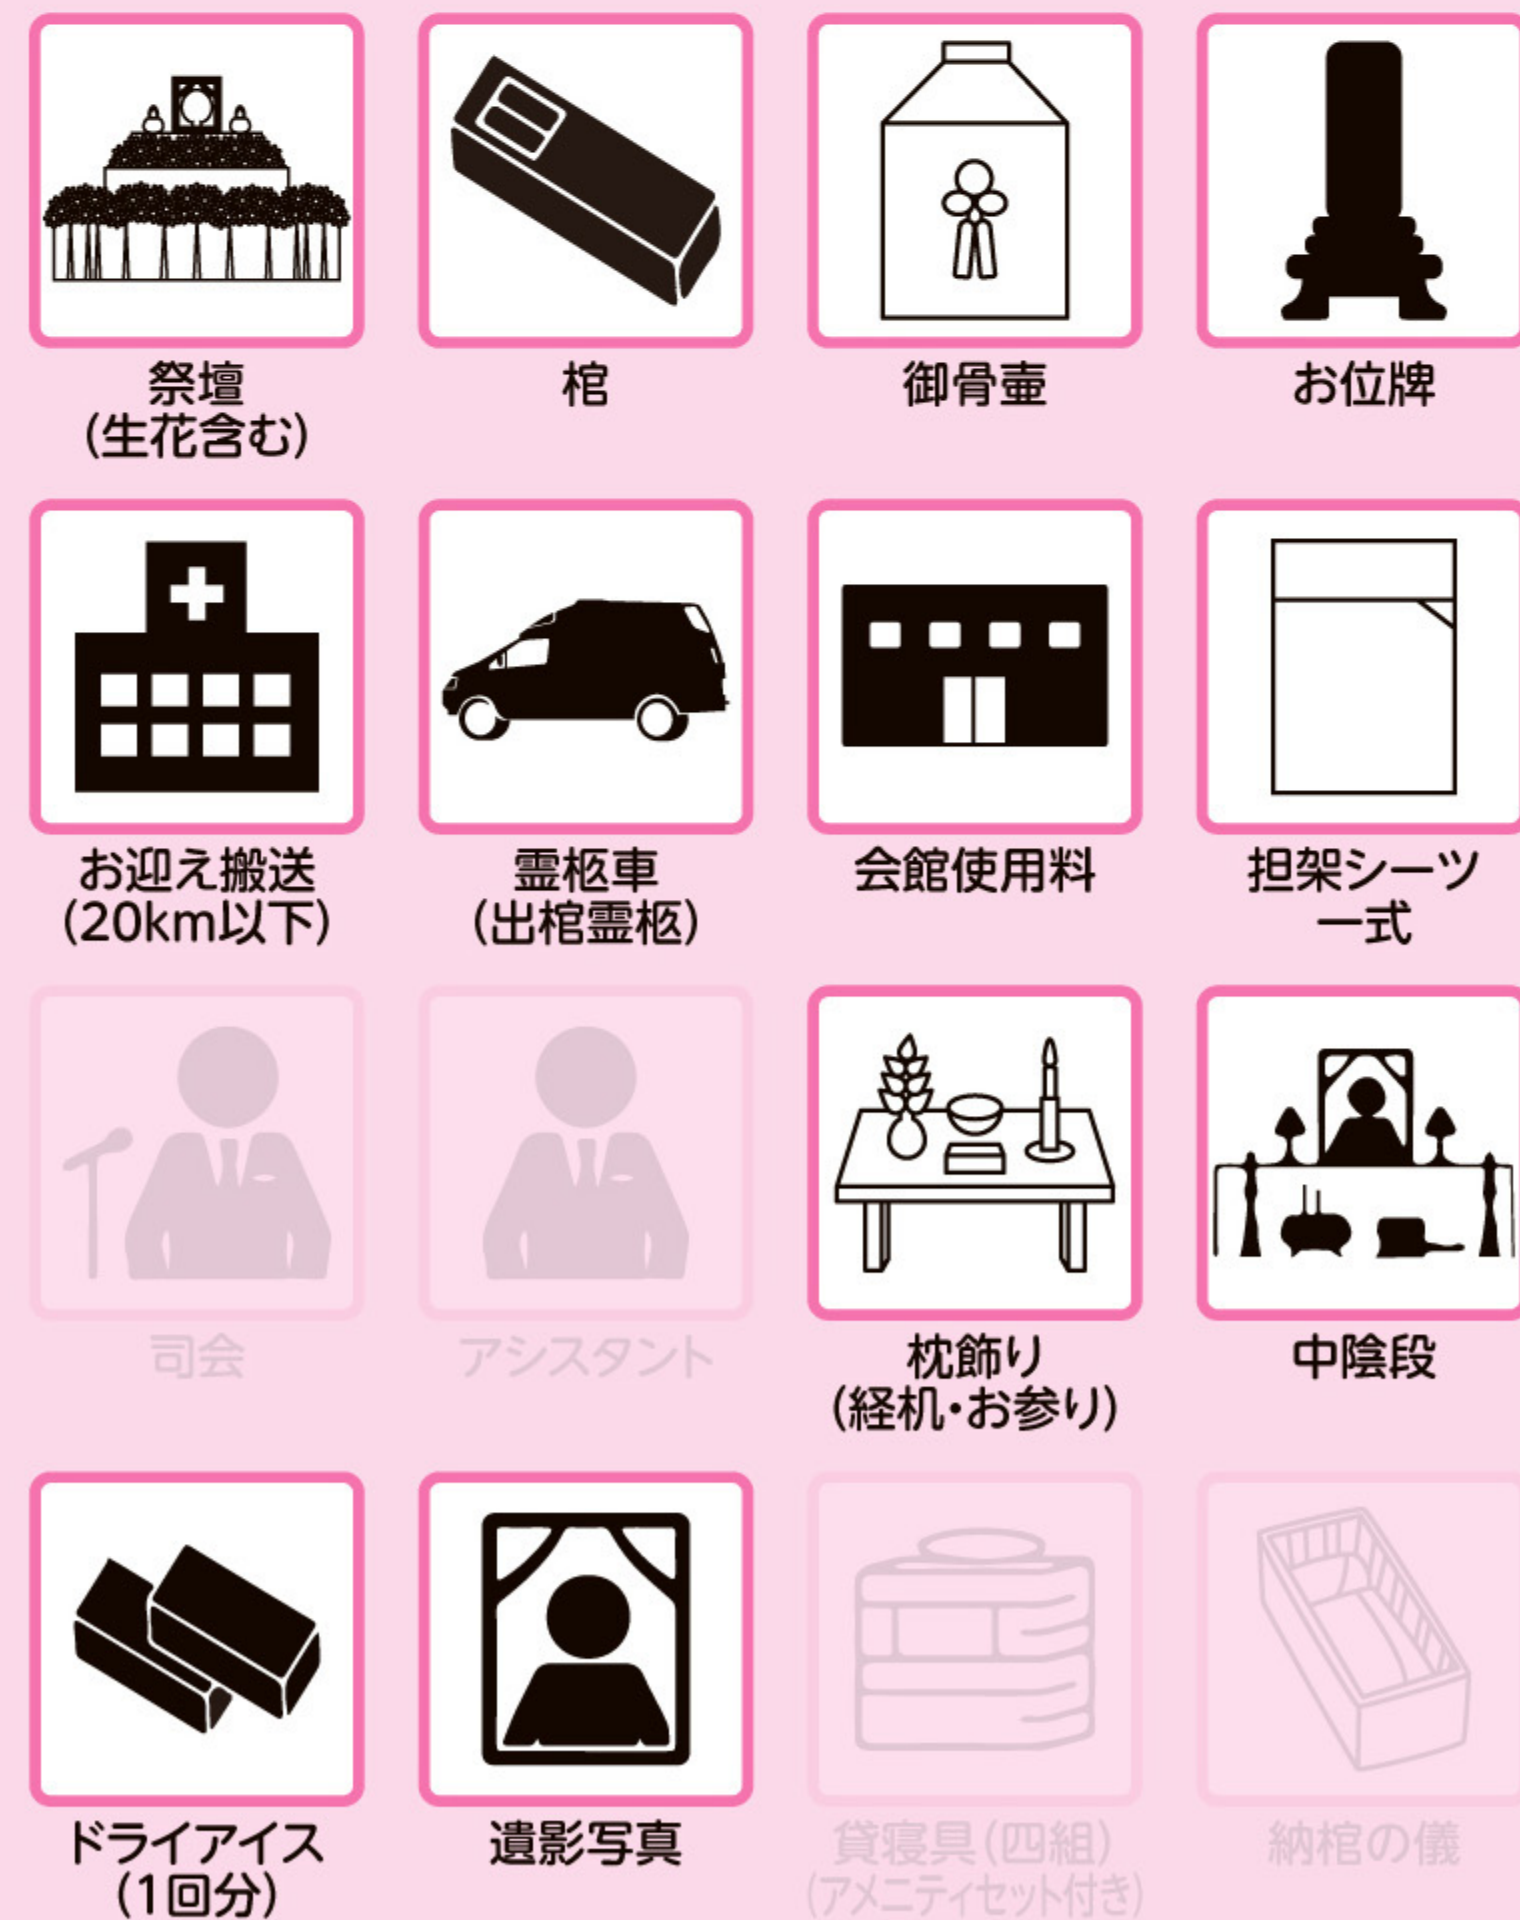 祭壇
(生花含む)
棺
御骨壷
お位牌
お迎え搬送
(20km以下)
霊柩車
(出棺霊柩)
会館使用料
担架シーツ
一式
司会
アシスタント
枕飾り
(経机・お参り)
中陰段
ドライアイス
(1回分)
遺影写真
貸寝具(四組)
(アメニティセット付き)
納棺の儀